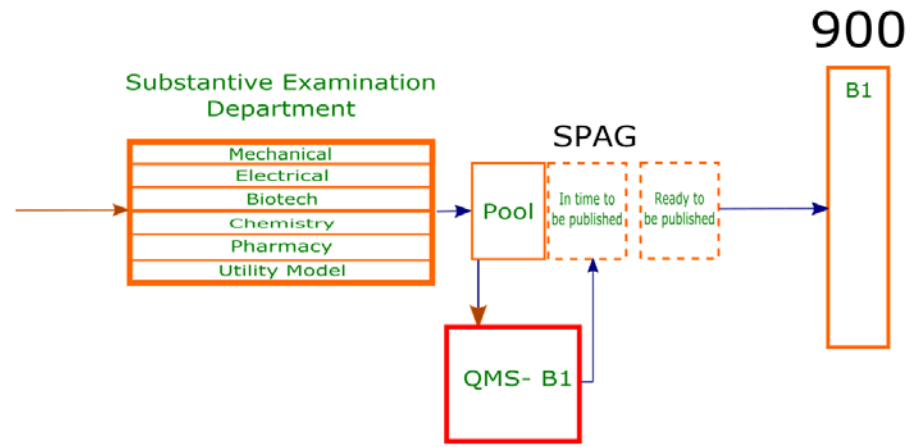 900
B1
Substantive Examination
Department
Mechanical
Electrical
Biotech
Chemistry
Pharmacy
Utility Model
SPAG
Pool
In time to
be published
Ready to
be published
QMS- B1